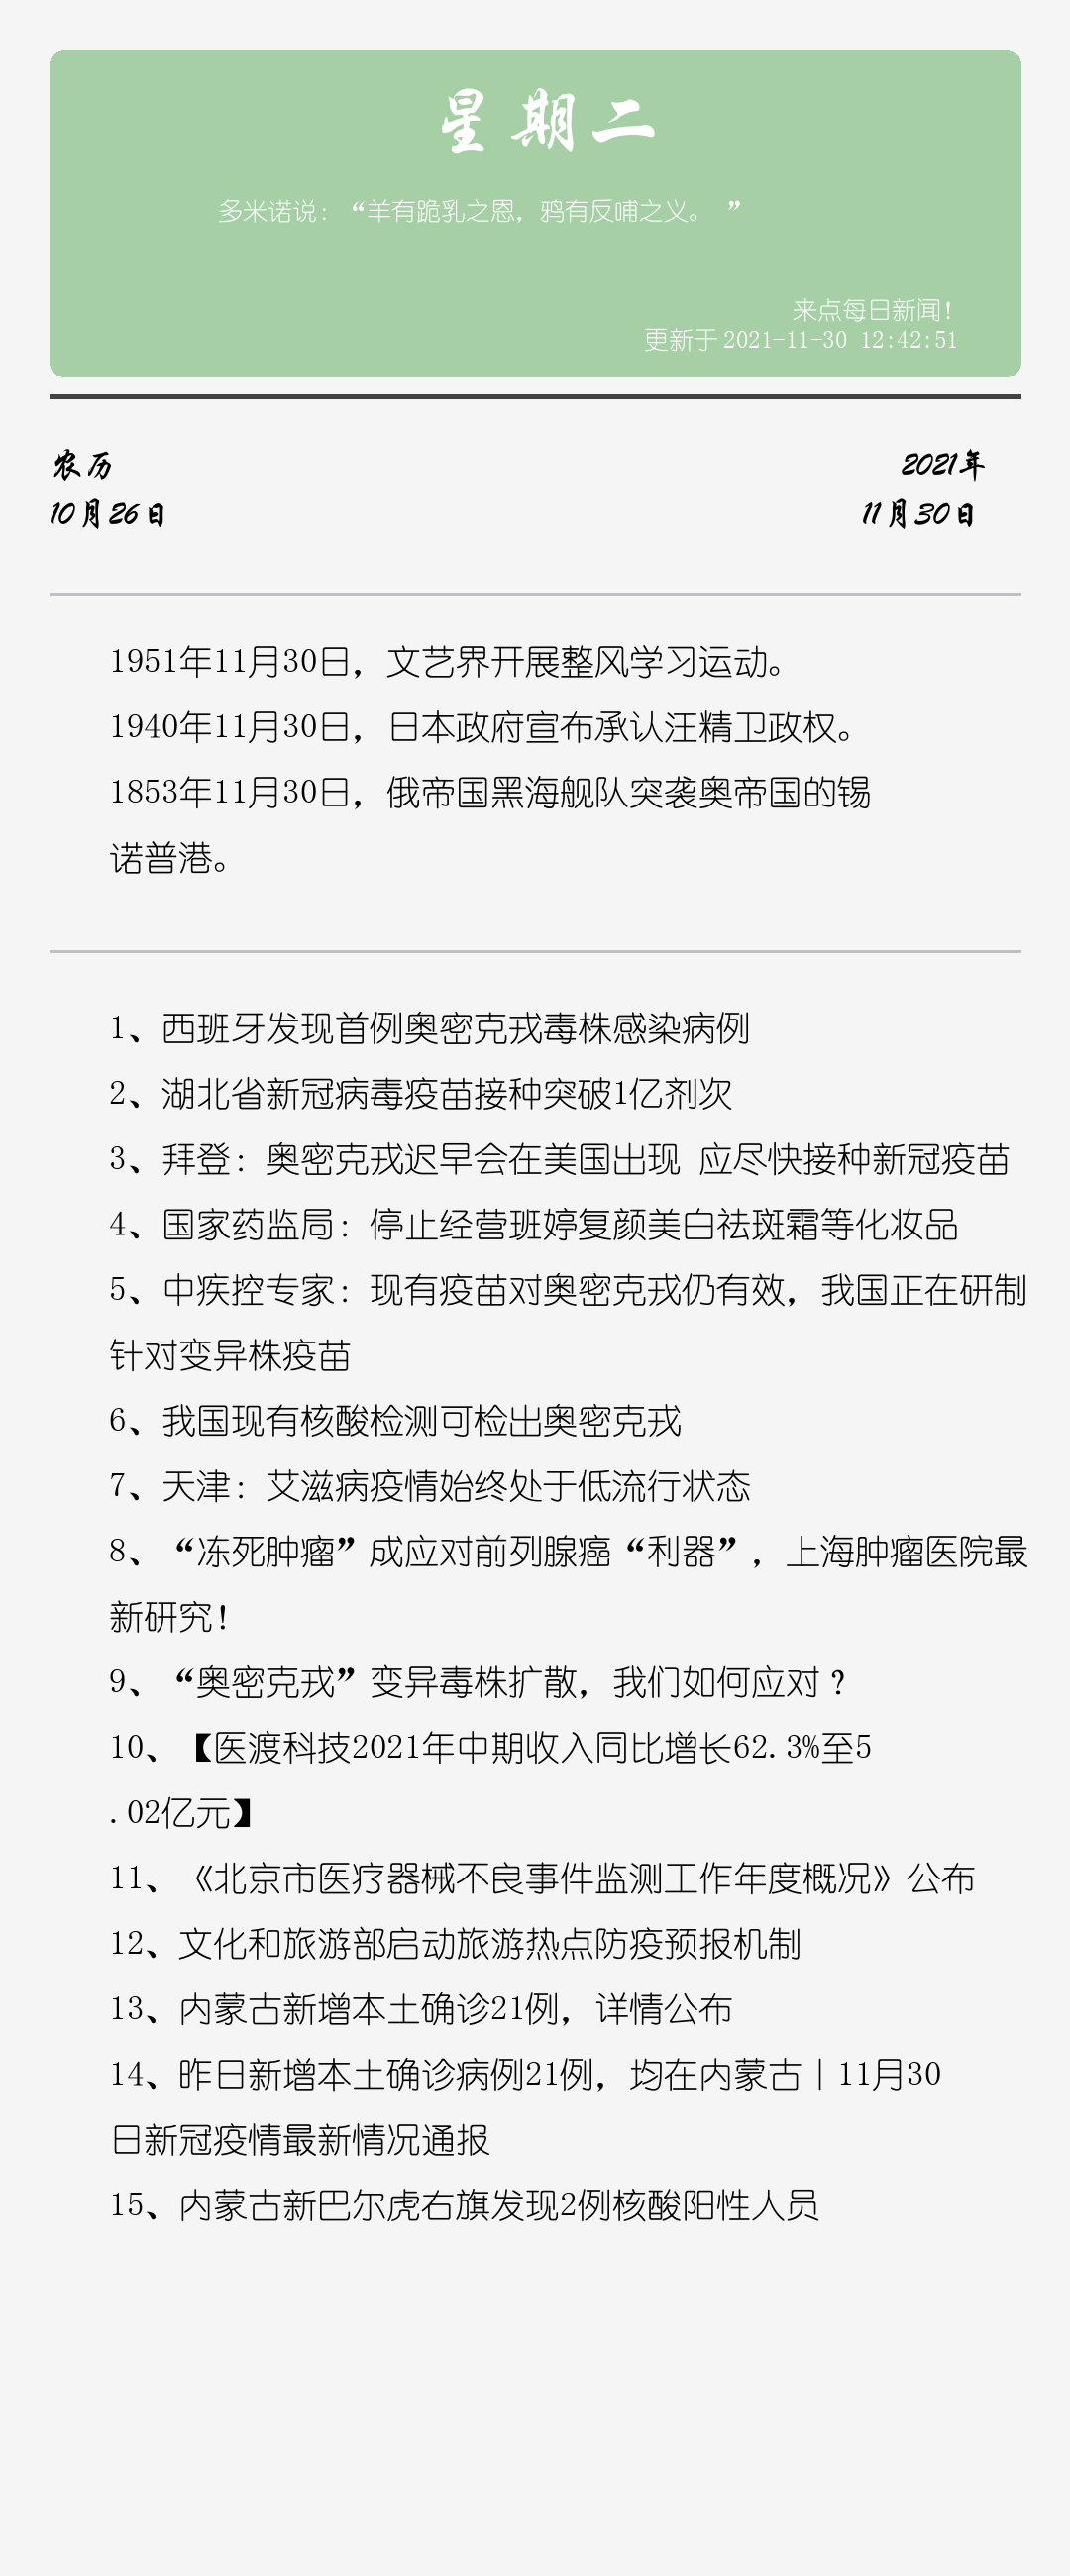 星期二
多米诺说：“羊有跪乳之恩，鸦有反哺之义。 ”
来点每日新闻！
更新于 2021-11-30 12:42:51
农历
2021年
10月26日
11月30日
1951年11月30日，文艺界开展整风学习运动。
1940年11月30日，日本政府宣布承认汪精卫政权。
1853年11月30日，俄帝国黑海舰队突袭奥帝国的锡
诺普港。
1、西班牙发现首例奥密克戎毒株感染病例
2、湖北省新冠病毒疫苗接种突破1亿剂次
3、拜登：奥密克戎迟早会在美国出现 应尽快接种新冠疫苗
4、国家药监局：停止经营班婷复颜美白祛斑霜等化妆品
5、中疾控专家：现有疫苗对奥密克戎仍有效，我国正在研制
针对变异株疫苗
6、我国现有核酸检测可检出奥密克戎
7、天津：艾滋病疫情始终处于低流行状态
8、“冻死肿瘤”成应对前列腺癌“利器”，上海肿瘤医院最
新研究！
9、“奥密克戎”变异毒株扩散，我们如何应对？
10、【医渡科技2021年中期收入同比增长62.3%至5
.02亿元】
11、《北京市医疗器械不良事件监测工作年度概况》公布
12、文化和旅游部启动旅游热点防疫预报机制
13、内蒙古新增本土确诊21例，详情公布
14、昨日新增本土确诊病例21例，均在内蒙古｜11月30
日新冠疫情最新情况通报
15、内蒙古新巴尔虎右旗发现2例核酸阳性人员